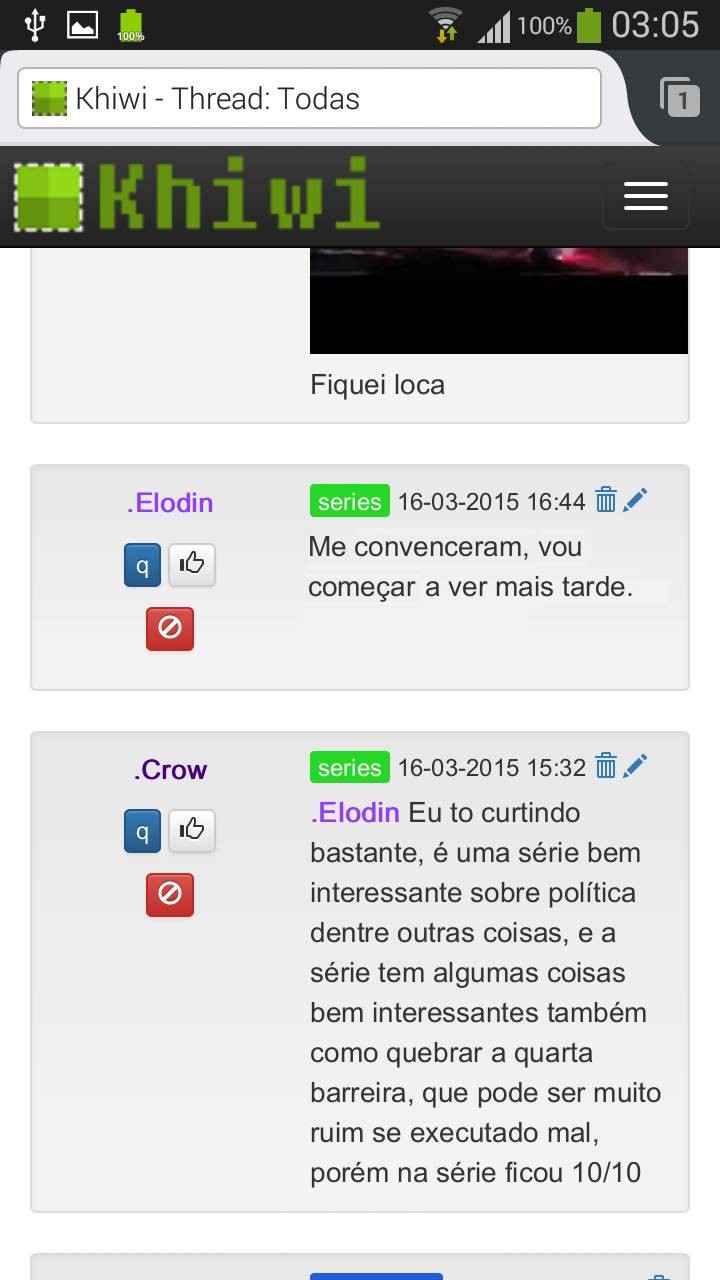 100%
100%
03:05
Khiwi - Thread: Todas
1
Khiwi
Fiquei loca
.Elodin
series 16-03-2015 16:44
q
Me convenceram, vou
começar a ver mais tarde.
.Crow
series 16-03-2015 15:32
q
.Elodin Eu to curtindo
bastante, é uma série bem
interessante sobre política
dentre outras coisas, e a
série tem algumas coisas
bem interessantes também
como quebrar a quarta
barreira, que pode ser muito
ruim se executado mal,
porém na série ficou 10/10